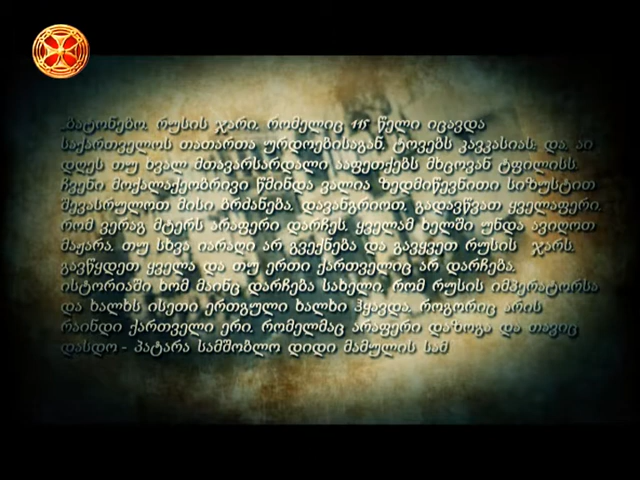 „ბატონებო, რუსის ჯარი, რომელიც 115 წელი იცავდა
საქართველოს თათართა ურდოებისაგან, ტოვებს კავკასიას; და, აი
დღეს თუ ხვალ მთავარსარდალი ააფეთქებს მხცოვან ტფილისს.
ჩვენი მოქალაქეობრივი წმინდა ვალია ზედმიწევნითი სიზუსტით
შევასრულოთ მისი ბრძანება. დავანგრიოთ, გადავწვათ ყველაფერი,
რომ ვერაგ მტერს არაფერი დარჩეს. ყველამ ხელში უნდა ავიღოთ
მაჟარა, თუ სხვა იარაღი არ გვექნება და გავყვეთ რუსის ჯარს.
გავწყდეთ ყველა და თუ ერთი ქართველიც არ დარჩება,
ისტორიაში ხომ მაინც დარჩება სახელი, რომ რუსის იმპერატორსა
და ხალხს ისეთი ერთგული ხალხი ჰყავდა, როგორიც არის
რაინდი ქართველი ერი, რომელმაც არაფერი დაზოგა და თავიც
დასდო - პატარა სამშობლო დიდი მამულის სამ